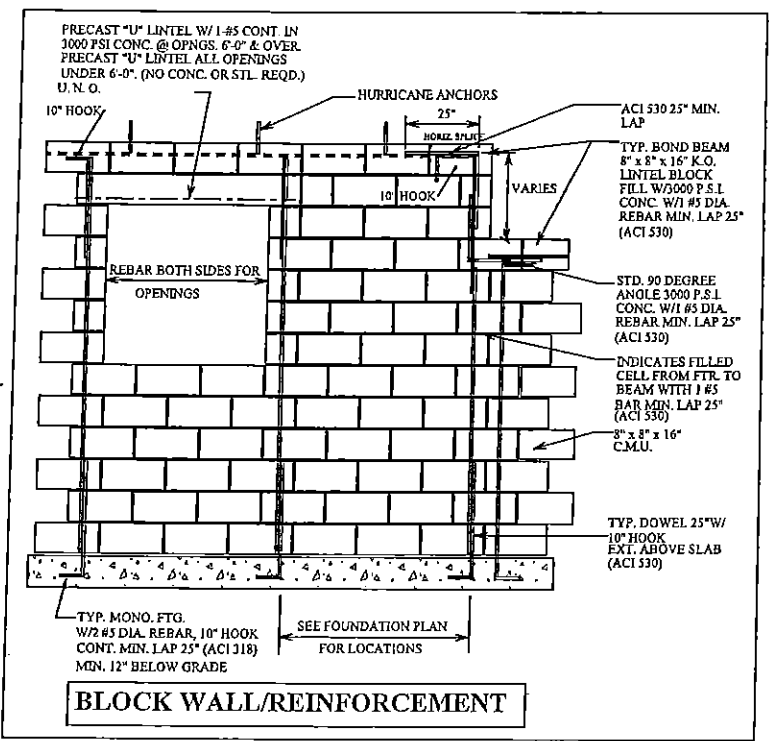 PRECAST "U" LINTEL W/ 1-#5 CONT. IN
3000 PSI CONC. @ OPNGS. 6'-0" & OVER.
PRECAST "U" LINTEL ALL OPENINGS
UNDER 6'-0". (NO CONC. OR STL. REQD.)
U. N. O.
10" HOOK
HURRICANE ANCHORS
25"
HORIZ. SPLICE
10" HOOK
VARIES
ACI 530 25" MIN.
LAP
TYP. BOND BEAM
8" x 8" x 16" K.O.
LINTEL BLOCK
FILL W/3000 P.S.I.
CONC. W/1 #5 DIA.
REBAR MIN. LAP 25"
(ACI 530)
REBAR BOTH SIDES FOR
OPENINGS
STD. 90 DEGREE
ANGLE 3000 P.S.I.
CONC. W/1 #5 DIA.
REBAR MIN. LAP 25"
(ACI 530)
INDICATES FILLED
CELL FROM FTR. TO
BEAM WITH 1 #5
BAR MIN. LAP 25"
(ACI 530)
8" x 8" x 16"
C.M.U.
TYP. DOWEL 25"W/
10" HOOK
EXT. ABOVE SLAB
(ACI 530)
TYP. MONO. FTG.
W/2 #5 DIA. REBAR, 10" HOOK
CONT. MIN. LAP 25" (ACI 318)
MIN. 12" BELOW GRADE
SEE FOUNDATION PLAN
FOR LOCATIONS
BLOCK WALL/REINFORCEMENT